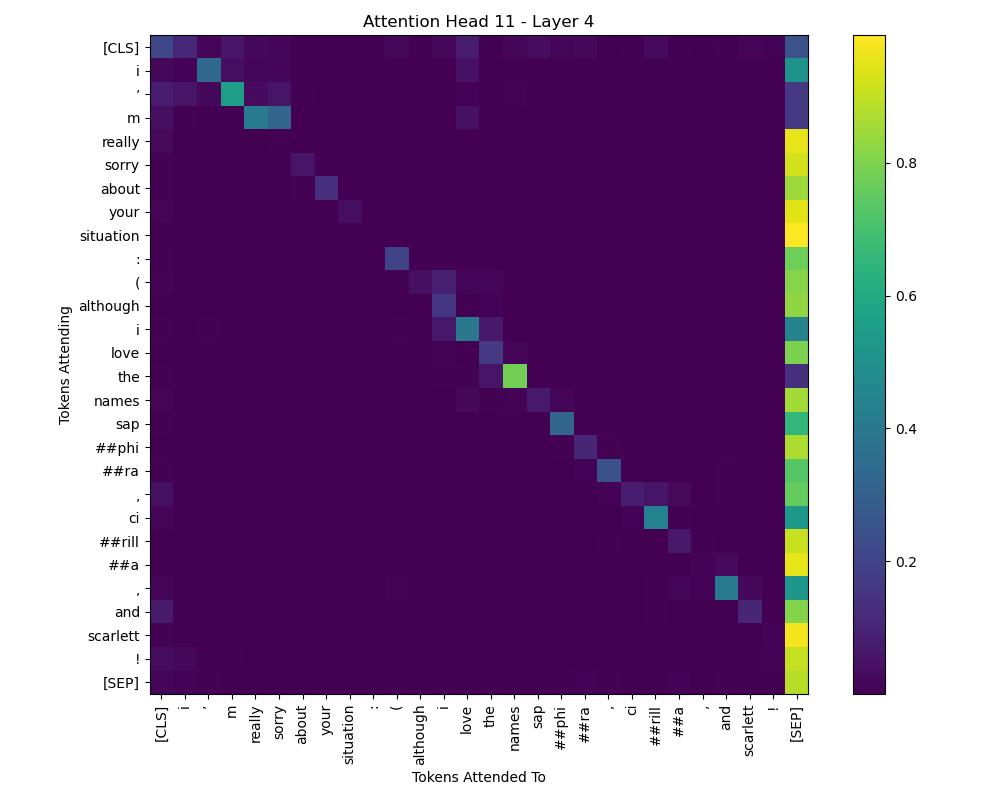 Attention Head 11 - Layer 4
Tokens Attending
[CLS]
i
’
m
really
sorry
about
your
situation
:
(
although
i
love
the
names
sap
##phi
##ra
,
ci
##rill
##a
,
and
scarlett
!
[SEP]
[CLS]
i
’
m
really
sorry
about
your
situation
:
(
although
i
love
the
names
sap
##phi
##ra
,
ci
##rill
##a
,
and
scarlett
!
[SEP]
Tokens Attended To
0.8
0.6
0.4
0.2